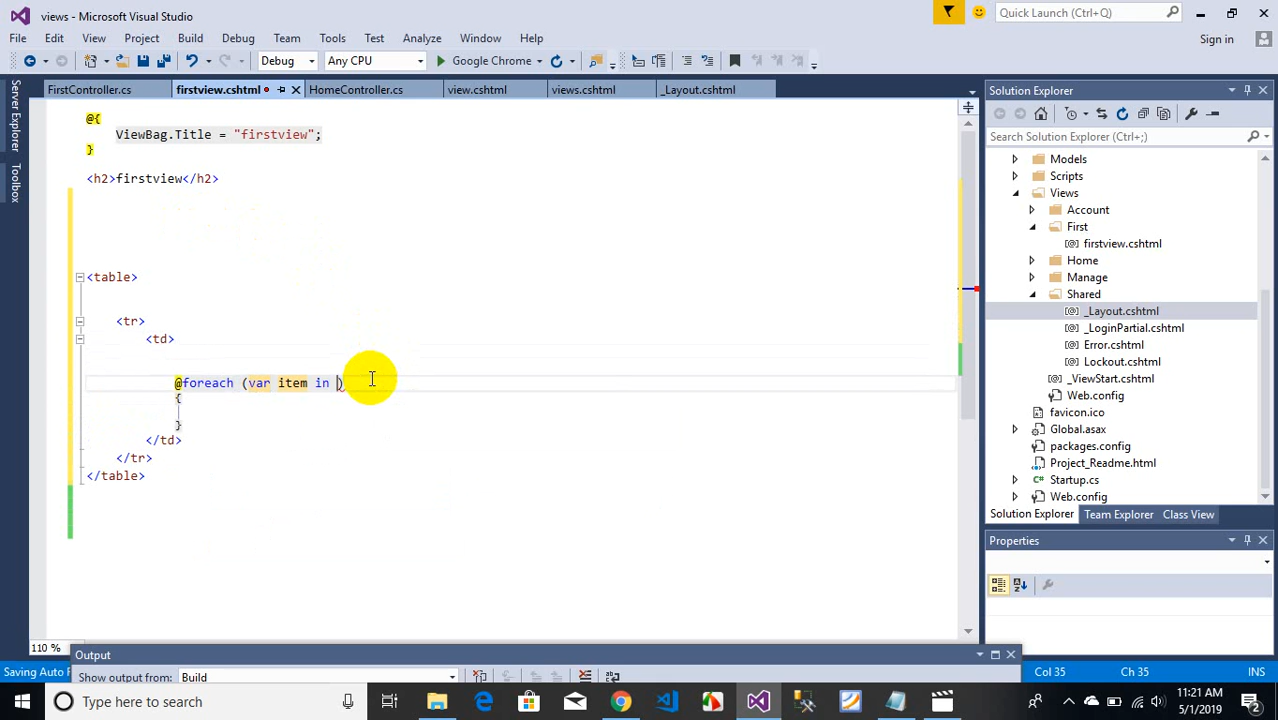 views - Microsoft Visual Studio
Quick Launch (Ctrl+Q)
File Edit View Project Build Debug Team Tools Test Analyze Window Help
Sign in
Debug Any CPU Google Chrome
FirstController.cs firstview.cshtml HomeController.cs view.cshtml views.cshtml _Layout.cshtml
Server Explorer
Toolbox
@{
ViewBag.Title = "firstview";
}
<h2>firstview</h2>
<table>
<tr>
<td>
@foreach (var item in )
{
}
</td>
</tr>
</table>
110 %
Solution Explorer
Search Solution Explorer (Ctrl+;)
Models
Scripts
Views
Account
First
firstview.cshtml
Home
Manage
Shared
_Layout.cshtml
_LoginPartial.cshtml
Error.cshtml
Lockout.cshtml
_ViewStart.cshtml
Web.config
favicon.ico
Global.asax
packages.config
Project_Readme.html
Startup.cs
Web.config
Solution Explorer Team Explorer Class View
Properties
Output
Show output from: Build
Saving Auto Col 35 Ch 35 INS
Type here to search
11:21 AM
5/1/2019
2